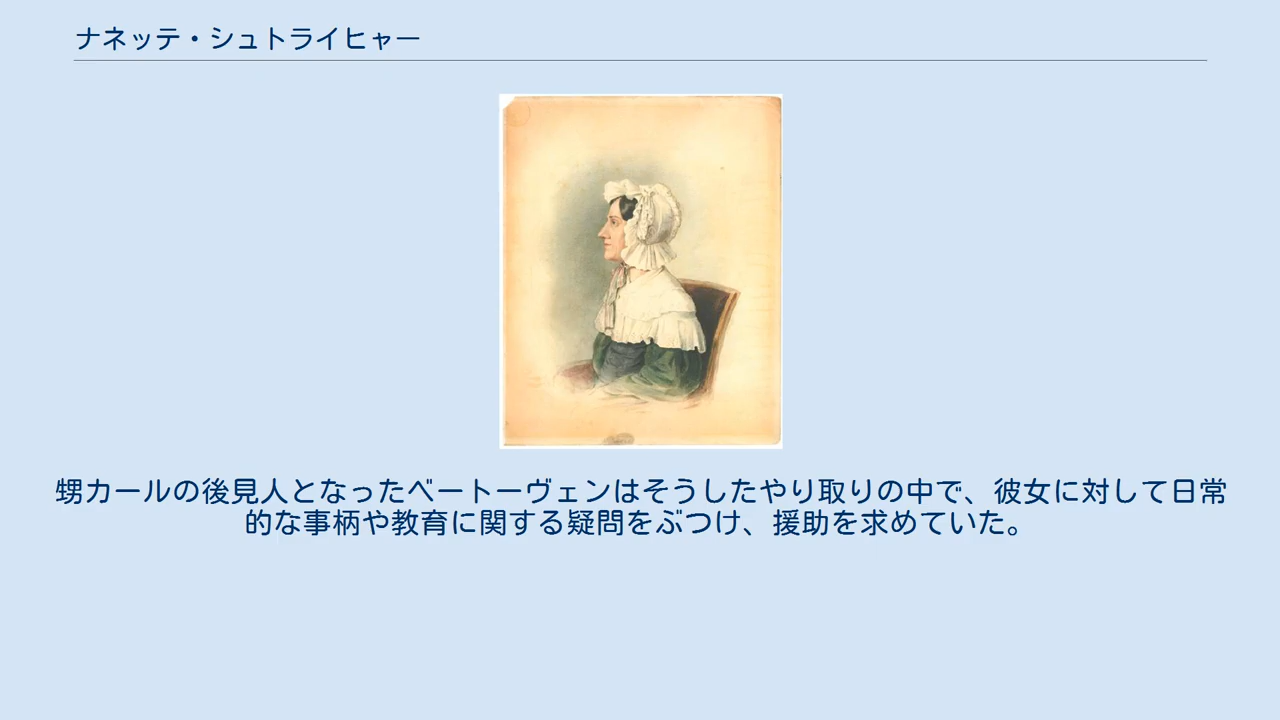 ナネッテ・シュトライヒャー
甥カールの後見人となったベートーヴェンはそうしたやり取りの中で、彼女に対して日常
的な事柄や教育に関する疑問をぶつけ、援助を求めていた。